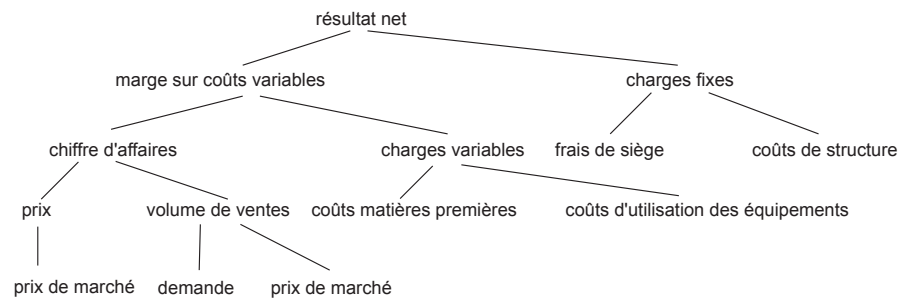 résultat net
marge sur coûts variables
charges fixes
chiffre d'affaires
charges variables
frais de siège
coûts de structure
prix
volume de ventes
coûts matières premières
coûts d'utilisation des équipements
prix de marché
demande
prix de marché